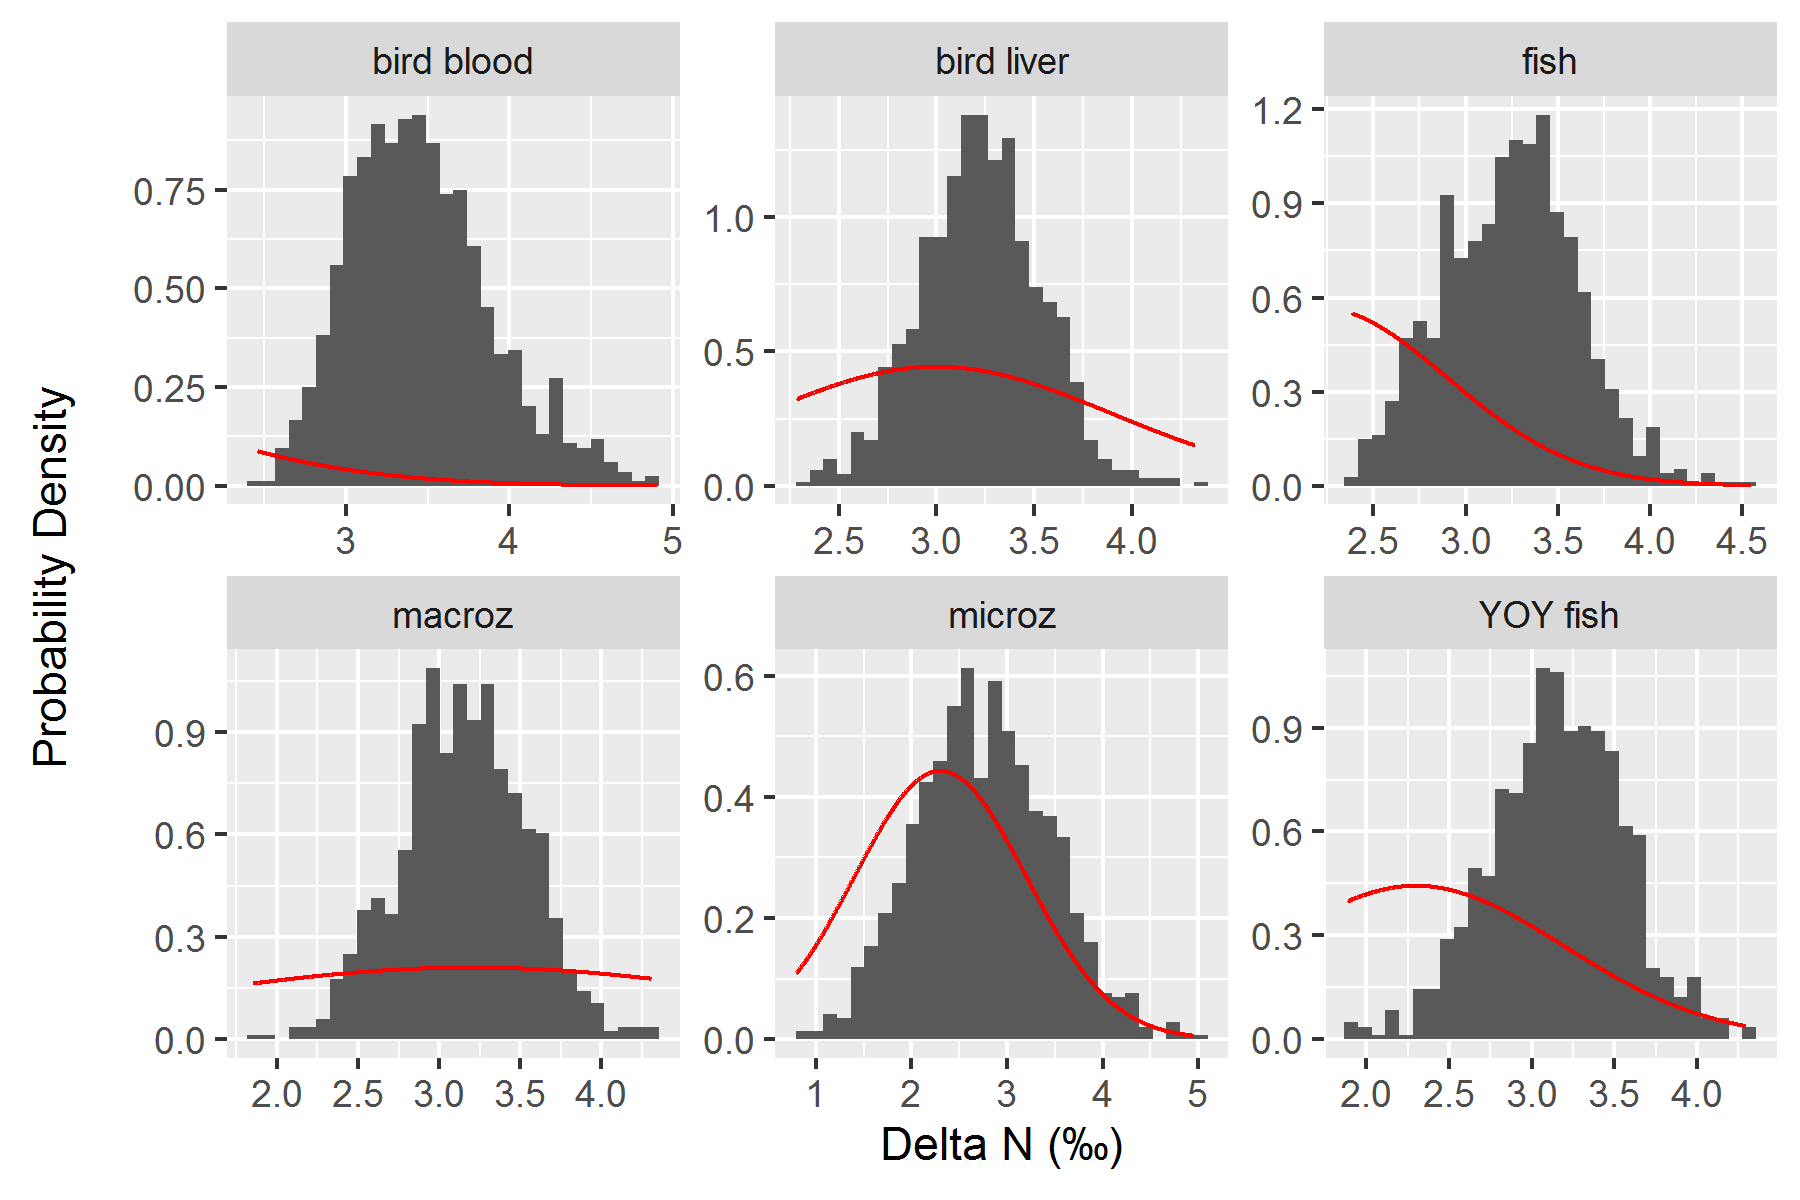 bird blood
bird liver
fish
0.75
0.50
0.25
0.00
1.0
0.5
0.0
1.2
0.9
0.6
0.3
0.0
3 4 5
2.5 3.0 3.5 4.0
2.5 3.0 3.5 4.0 4.5
Probability Density
macroz
microz
YOY fish
0.9
0.6
0.3
0.0
0.6
0.4
0.2
0.0
0.9
0.6
0.3
0.0
2.0 2.5 3.0 3.5 4.0
1 2 3 4 5
2.0 2.5 3.0 3.5 4.0
Delta N (‰)